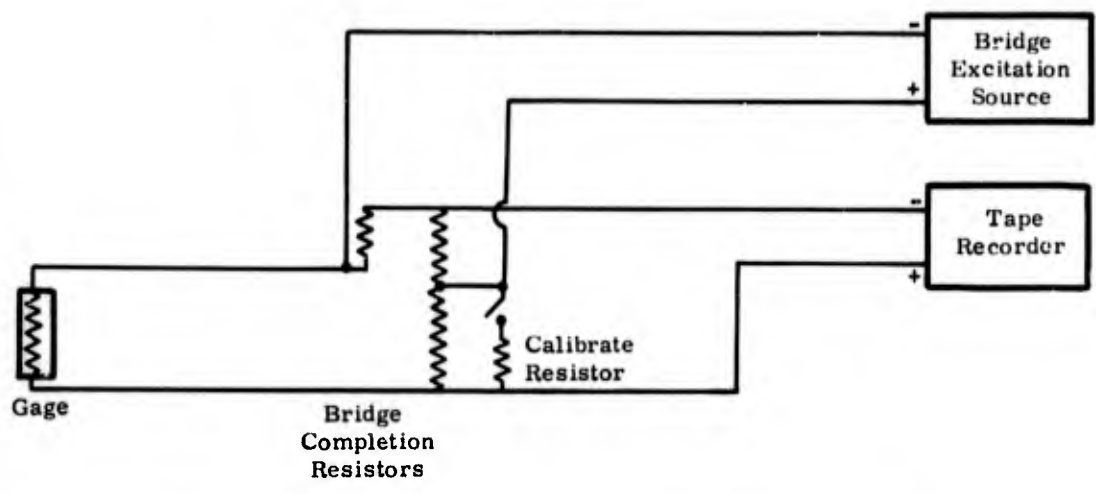 -
Bridge
Excitation
Source
+
-
Tape
Recorder
+
Calibrate
Resistor
Gage
Bridge
Completion
Resistors